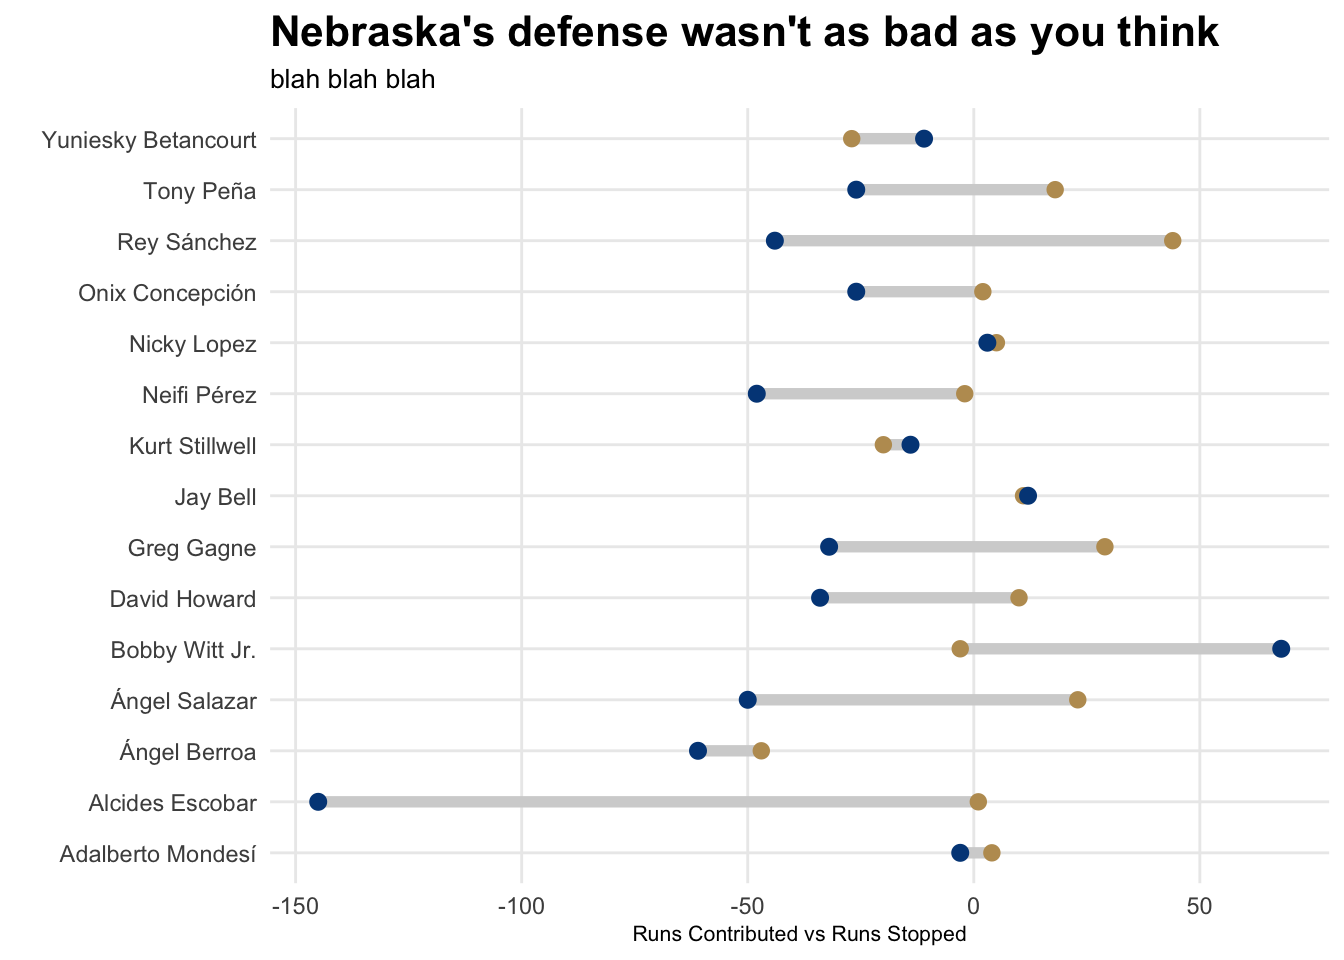 Nebraska's defense wasn't as bad as you think
blah blah blah
Yuniesky Betancourt
Tony Peña
Rey Sánchez
Onix Concepción
Nicky Lopez
Neifi Pérez
Kurt Stillwell
Jay Bell
Greg Gagne
David Howard
Bobby Witt Jr.
Ángel Salazar
Ángel Berroa
Alcides Escobar
Adalberto Mondesí
-150 -100 -50 0 50
Runs Contributed vs Runs Stopped